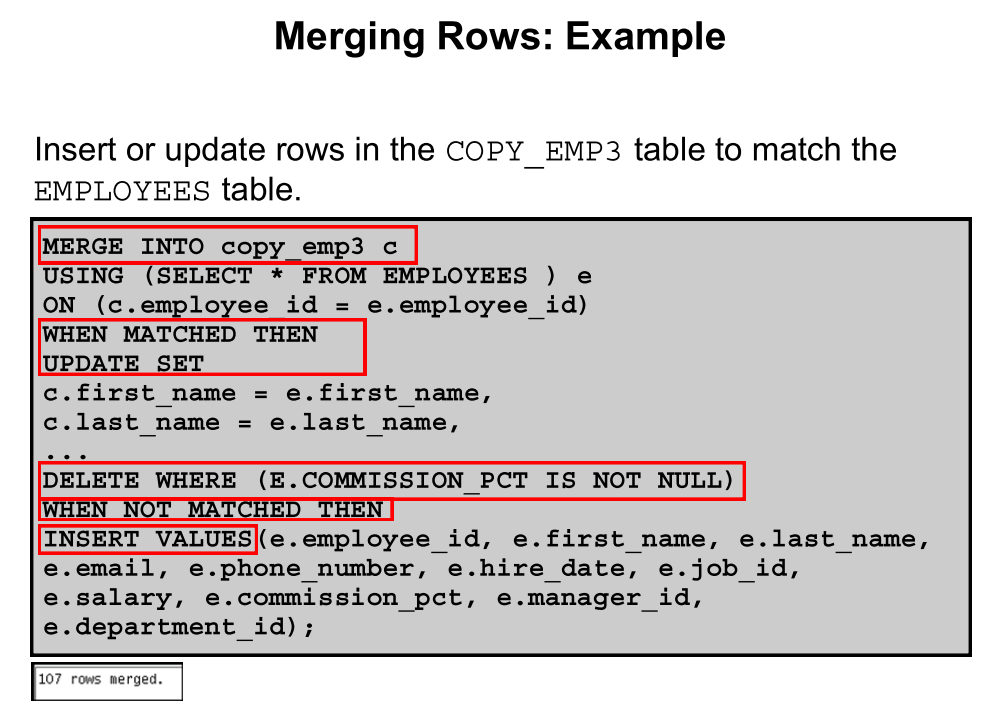 Merging Rows: Example
Insert or update rows in the COPY_EMP3 table to match the
EMPLOYEES table.
MERGE INTO copy_emp3 c
USING (SELECT * FROM EMPLOYEES ) e
ON (c.employee_id = e.employee_id)
WHEN MATCHED THEN
UPDATE SET
c.first_name = e.first_name,
c.last_name = e.last_name,
...
DELETE WHERE (E.COMMISSION_PCT IS NOT NULL)
WHEN NOT MATCHED THEN
INSERT VALUES(e.employee_id, e.first_name, e.last_name,
e.email, e.phone_number, e.hire_date, e.job_id,
e.salary, e.commission_pct, e.manager_id,
e.department_id);
107 rows merged.